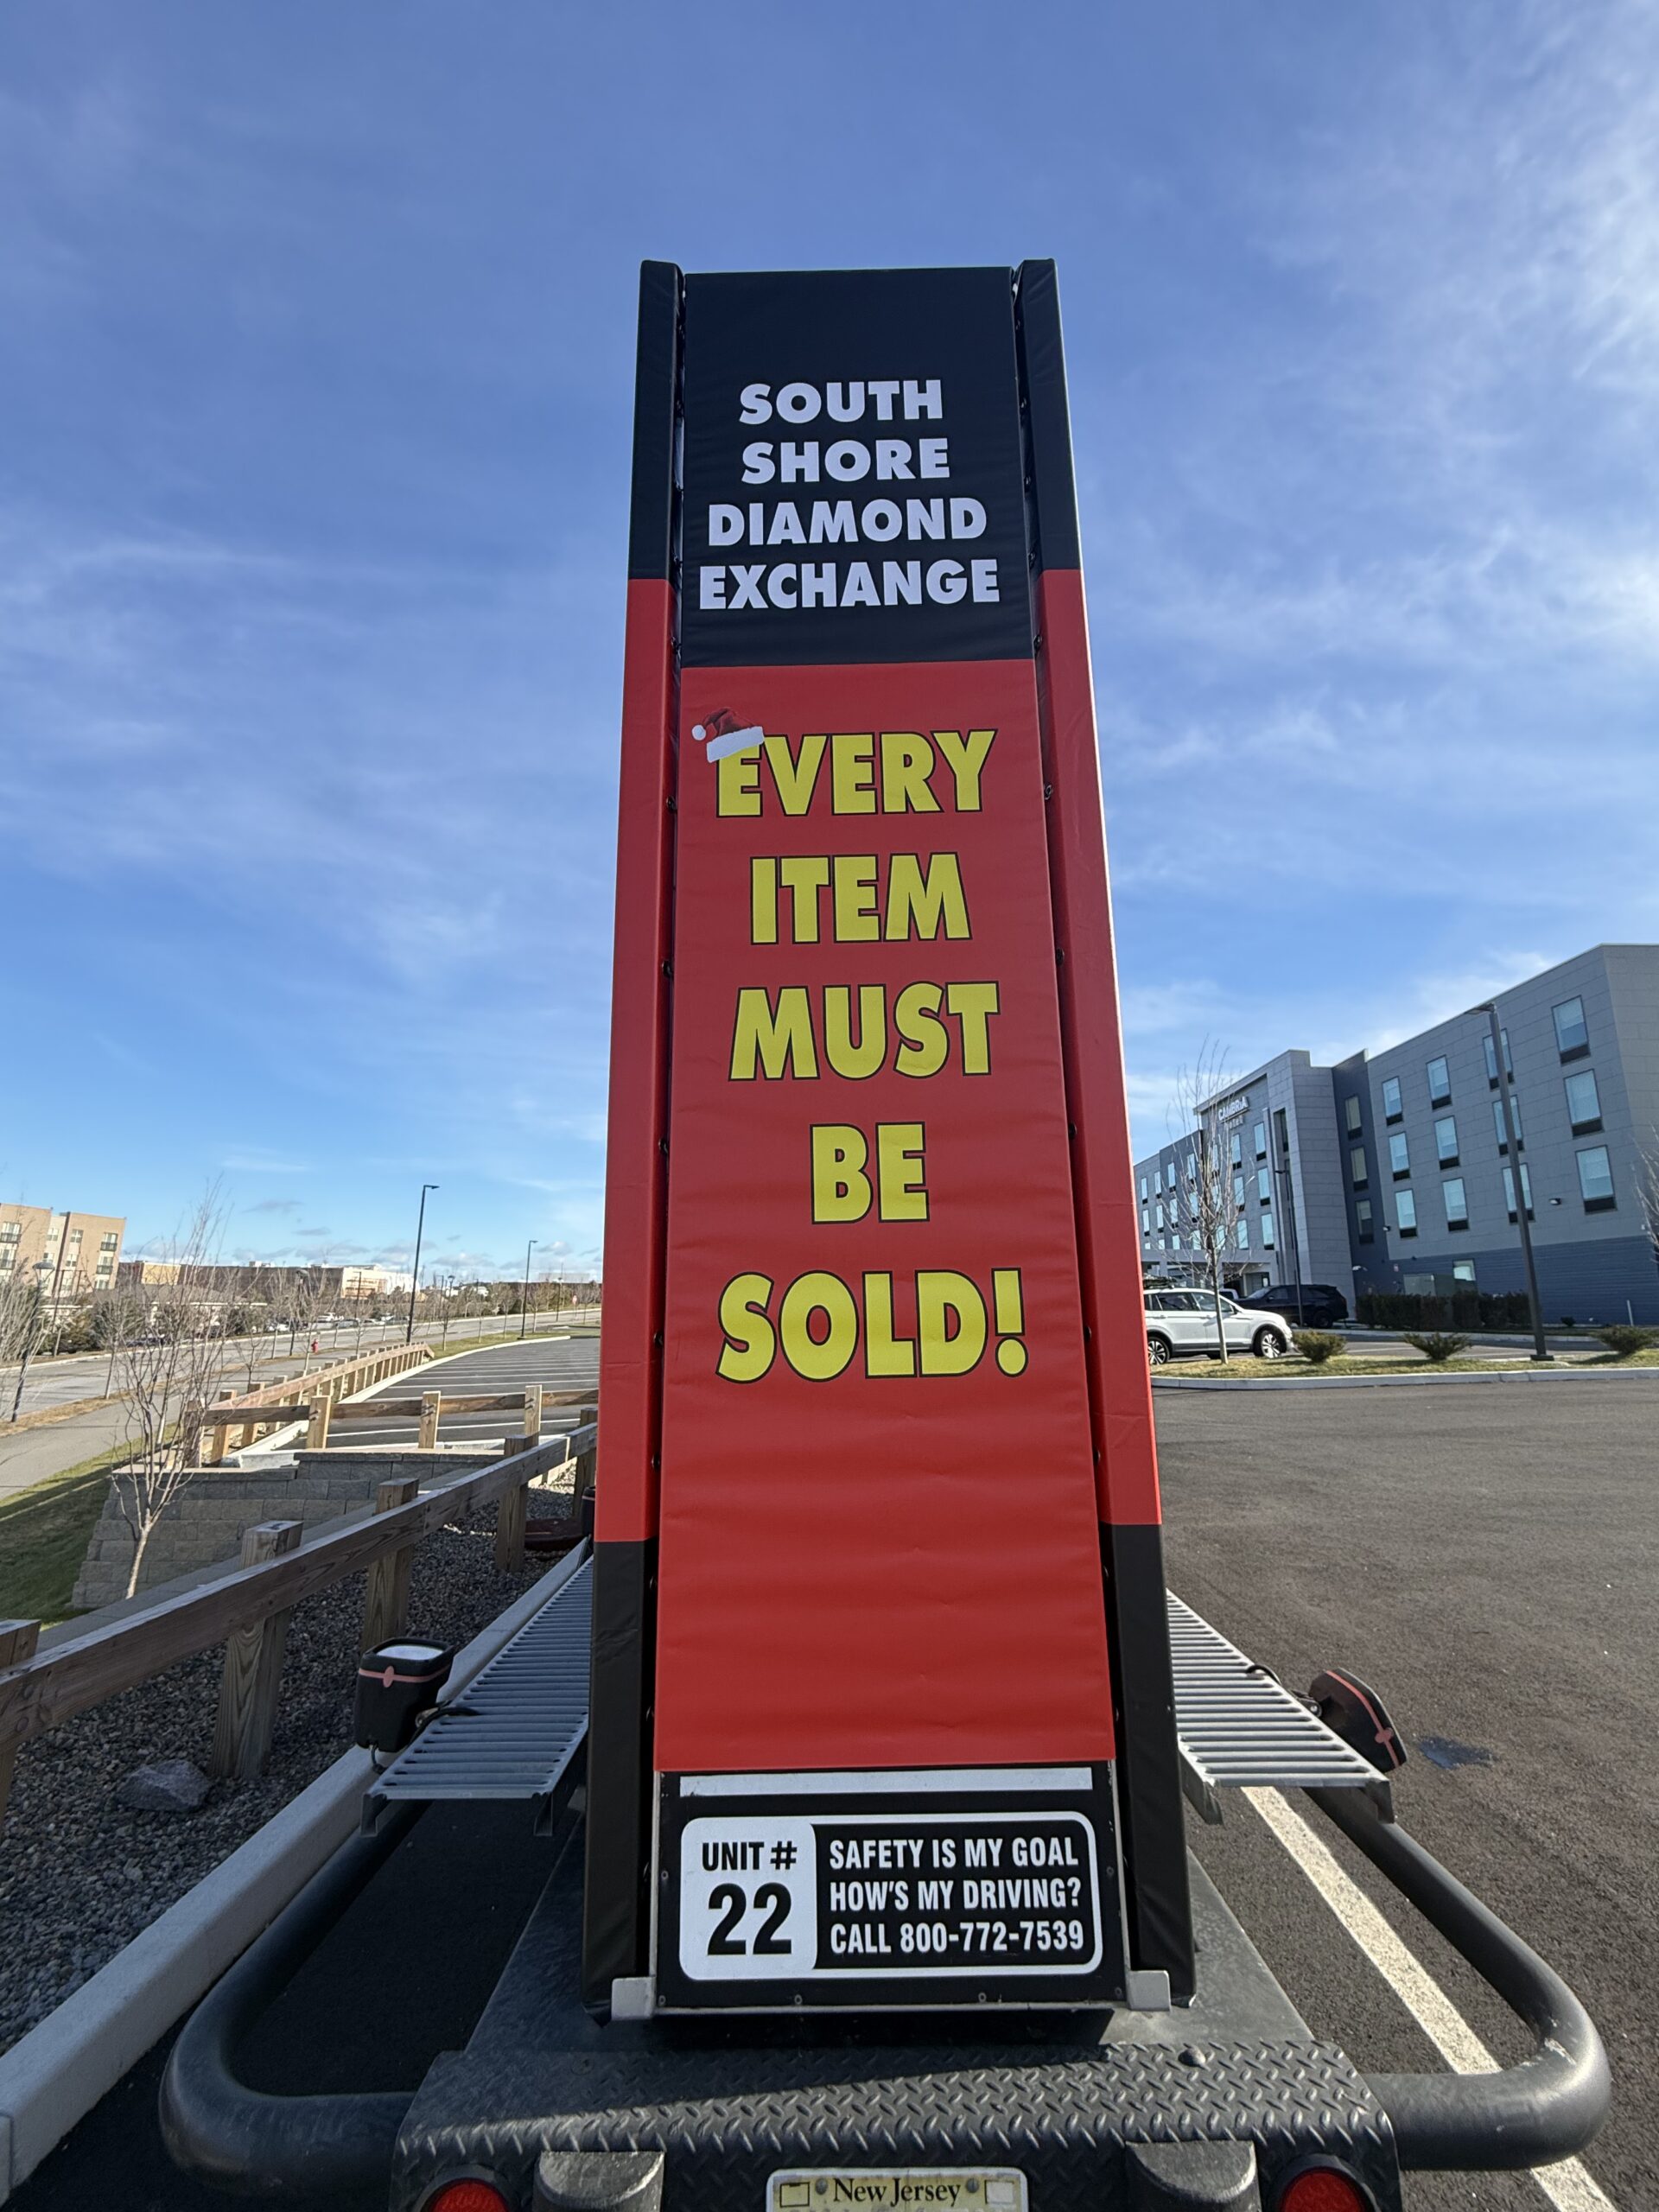 SOUTH
SHORE
DIAMOND
EXCHANGE
EVERY
ITEM
MUST
BE
SOLD!
CAMBRIA
UNIT #
22
SAFETY IS MY GOAL
HOW'S MY DRIVING?
CALL 800-772-7539
New Jersey